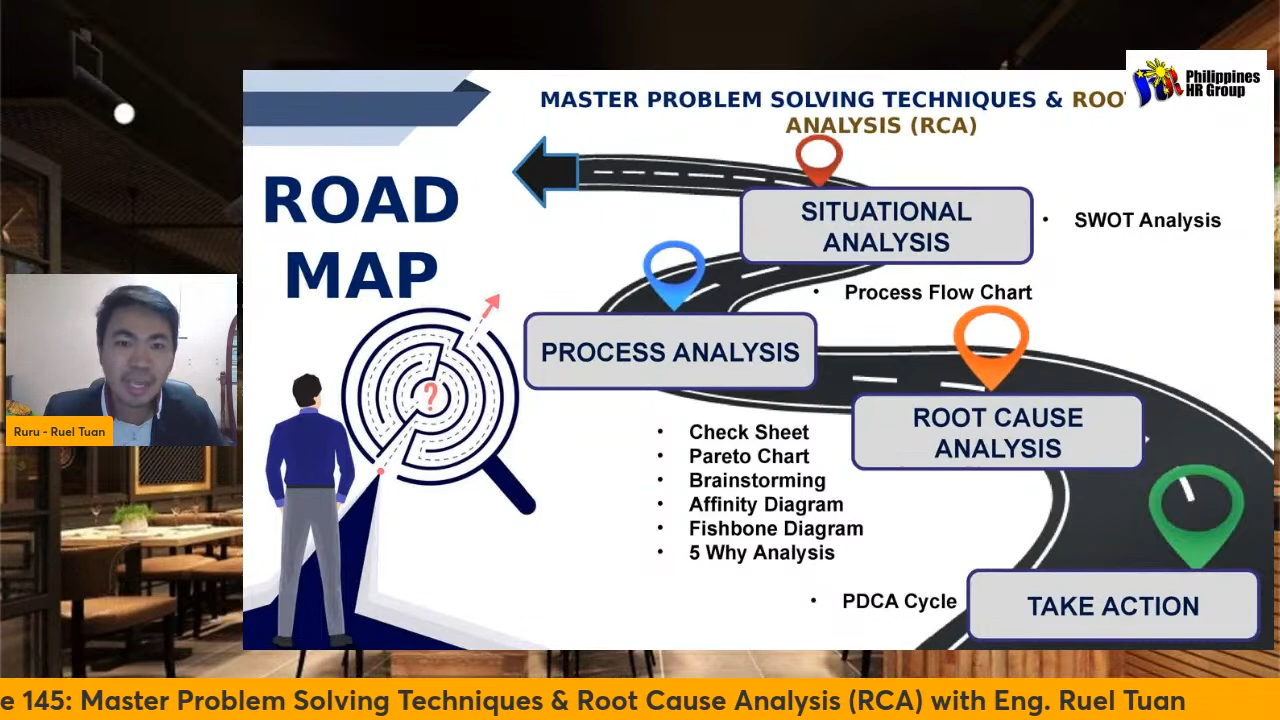 Philippines
HR Group
MASTER PROBLEM SOLVING TECHNIQUES & ROO
ANALYSIS (RCA)
ROAD
MAP
SITUATIONAL
ANALYSIS
• SWOT Analysis
• Process Flow Chart
PROCESS ANALYSIS
?
ROOT CAUSE
ANALYSIS
• Check Sheet
• Pareto Chart
• Brainstorming
• Affinity Diagram
• Fishbone Diagram
• 5 Why Analysis
• PDCA Cycle
TAKE ACTION
Ruru - Ruel Tuan
e 145: Master Problem Solving Techniques & Root Cause Analysis (RCA) with Eng. Ruel Tuan